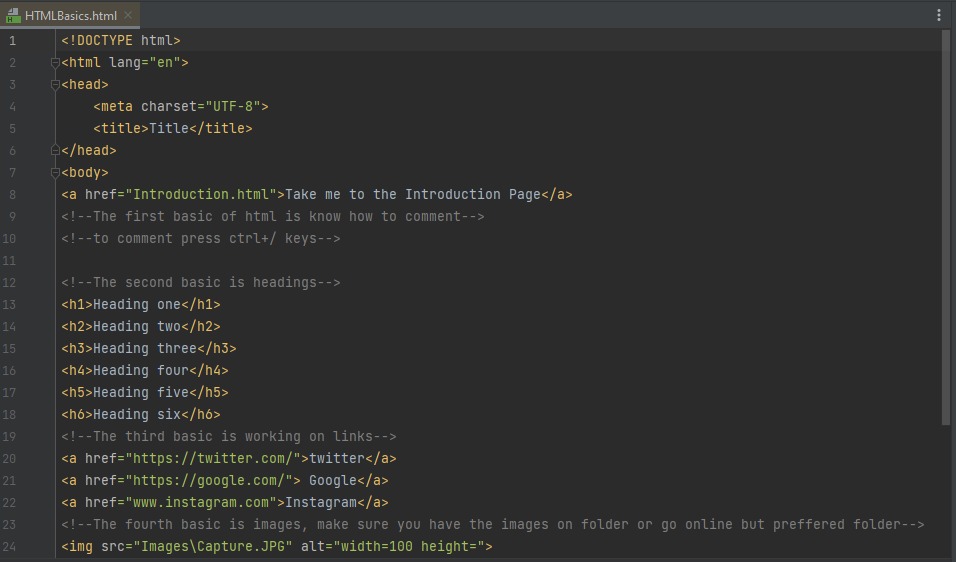 HTMLBasics.html
1 <!DOCTYPE html>
2 <html lang="en">
3 <head>
4     <meta charset="UTF-8">
5     <title>Title</title>
6 </head>
7 <body>
8 <a href="Introduction.html">Take me to the Introduction Page</a>
9 <!--The first basic of html is know how to comment-->
10 <!--to comment press ctrl+/ keys-->
11
12 <!--The second basic is headings-->
13 <h1>Heading one</h1>
14 <h2>Heading two</h2>
15 <h3>Heading three</h3>
16 <h4>Heading four</h4>
17 <h5>Heading five</h5>
18 <h6>Heading six</h6>
19 <!--The third basic is working on links-->
20 <a href="https://twitter.com/">twitter</a>
21 <a href="https://google.com/"> Google</a>
22 <a href="www.instagram.com">Instagram</a>
23 <!--The fourth basic is images, make sure you have the images on folder or go online but preffered folder-->
24 <img src="Images\Capture.JPG" alt="width=100 height=">